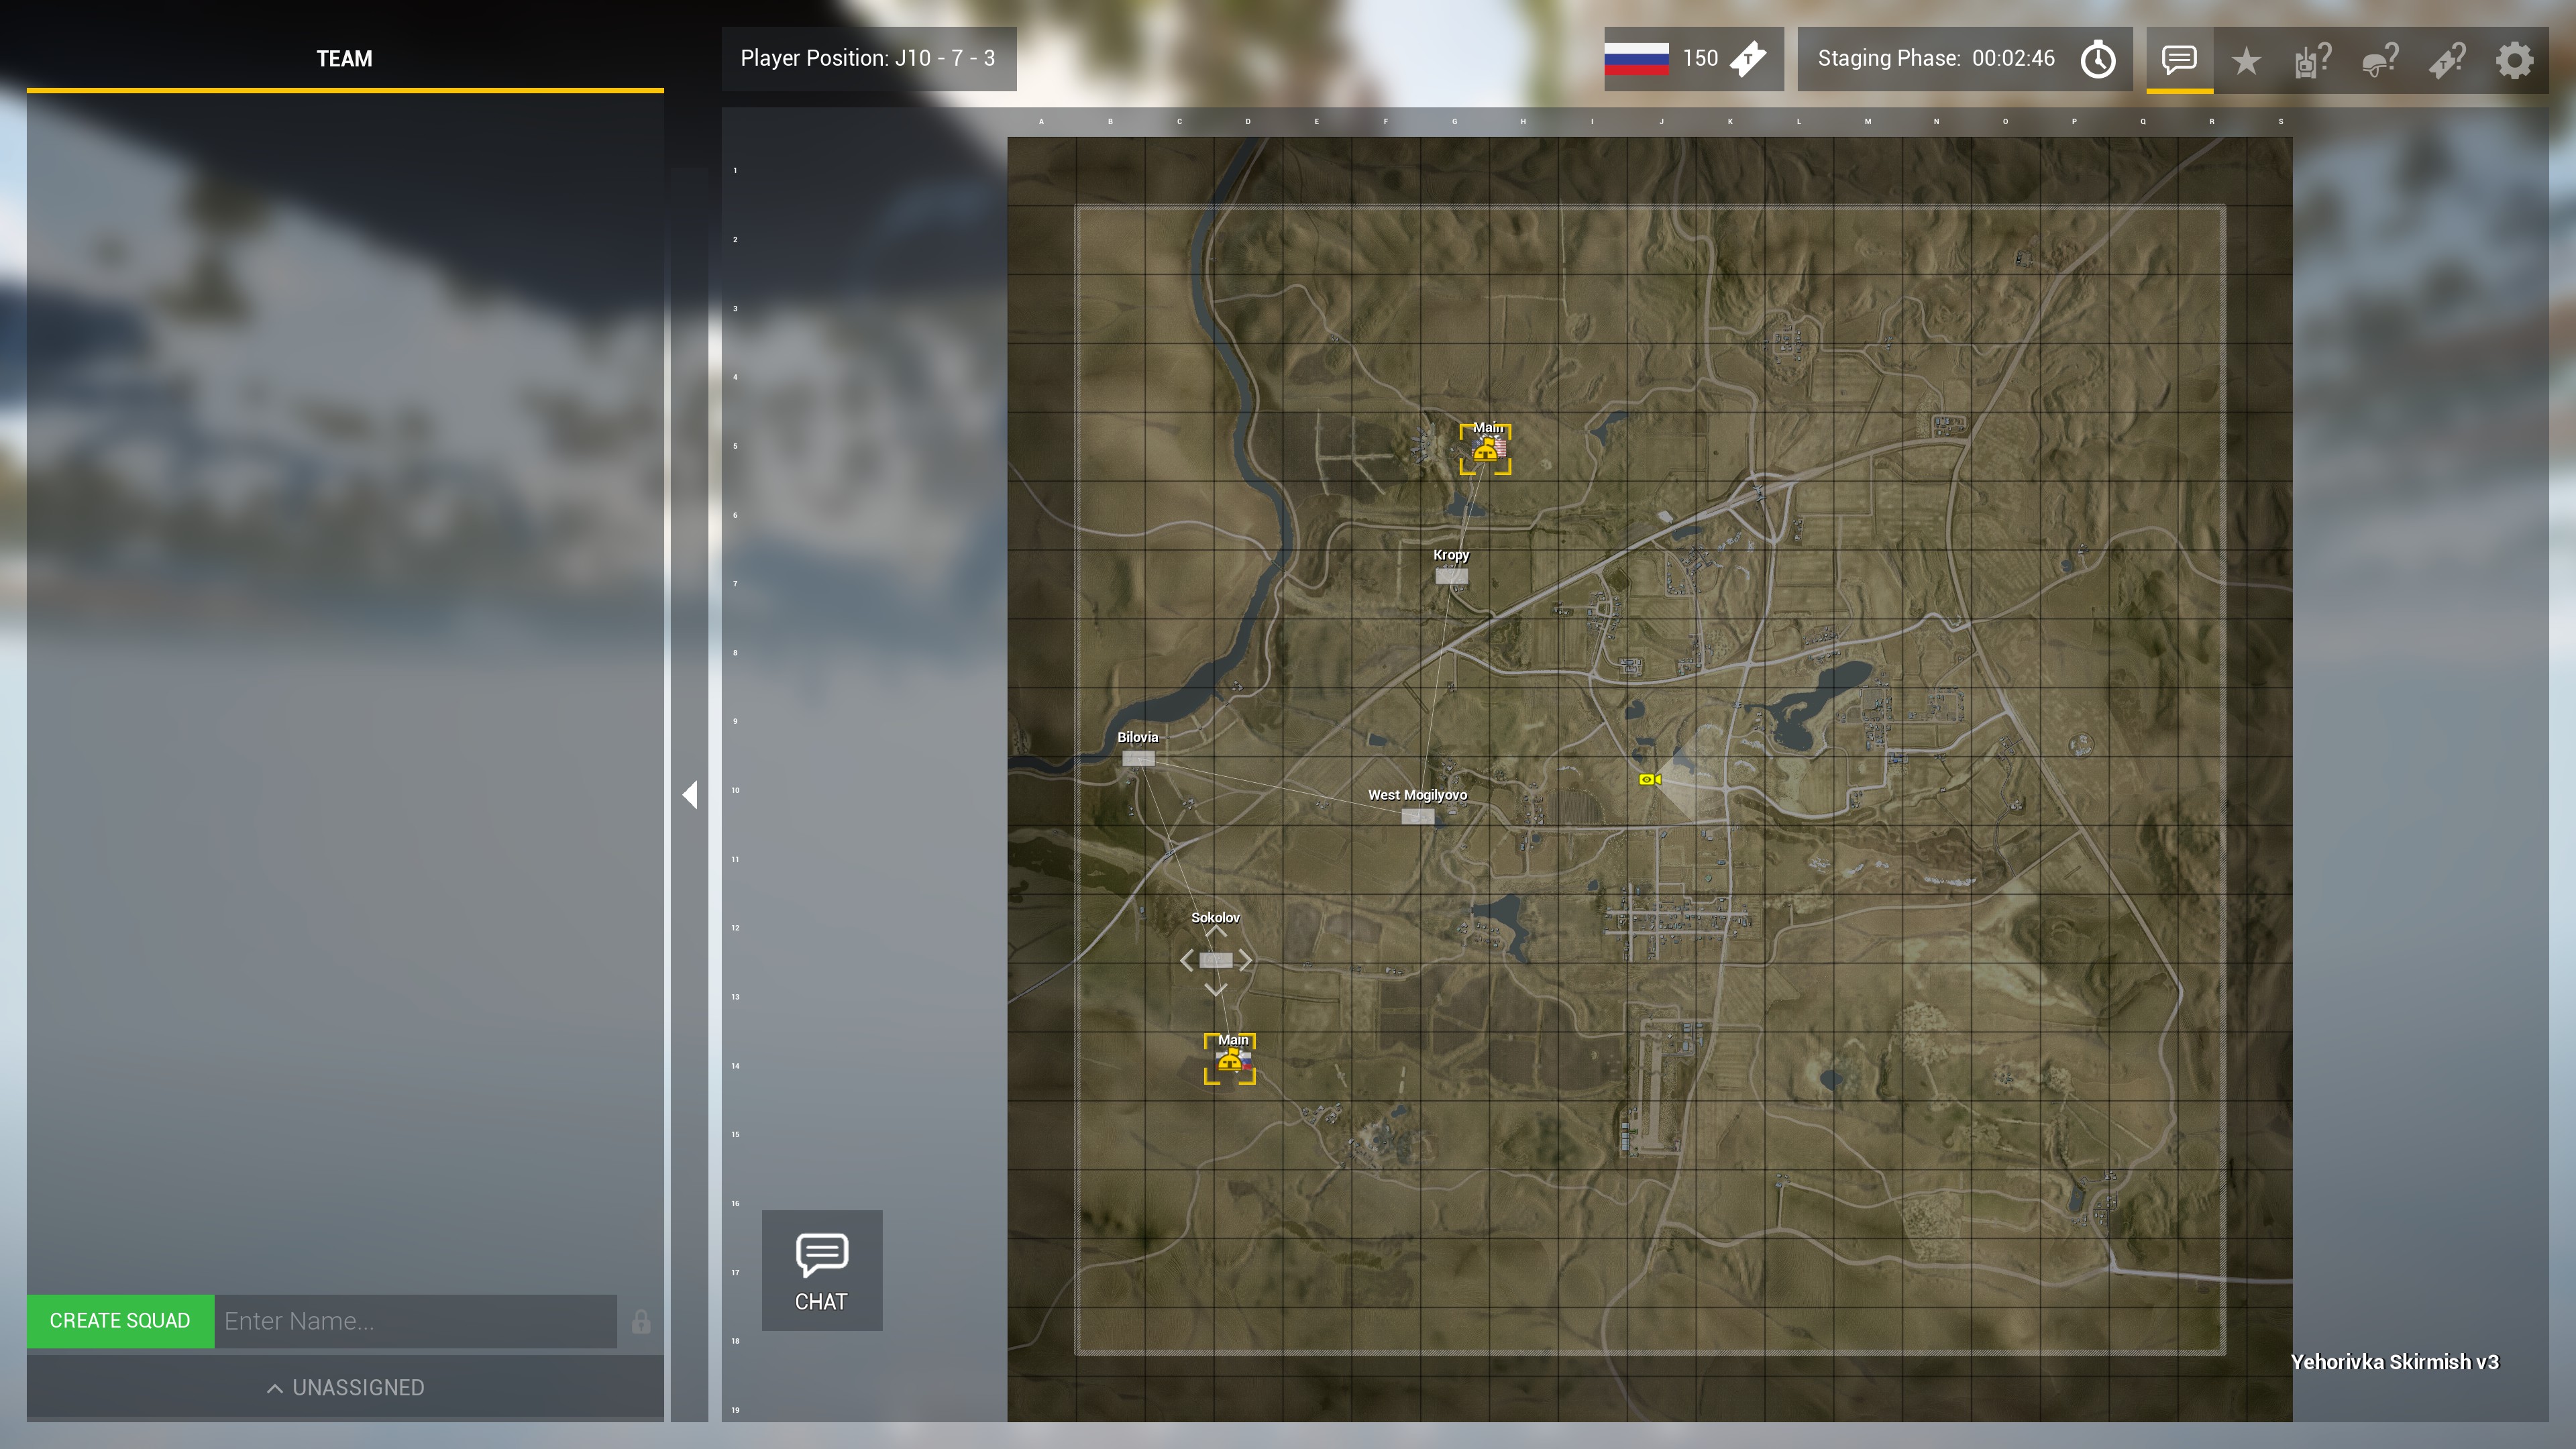 TEAM
Player Position: J10 - 7 - 3
150
T
Staging Phase: 00:02:46
A B C D E F G H I J K L M N O P Q R S
1
2
3
4
Main
5
6
Kropy
7
8
9
Bilovia
10
West Mogilyovo
11
Sokolov
12
13
Main
14
15
16
17
CHAT
18
CREATE SQUAD
Enter Name...
Yehorivka Skirmish v3
UNASSIGNED
19